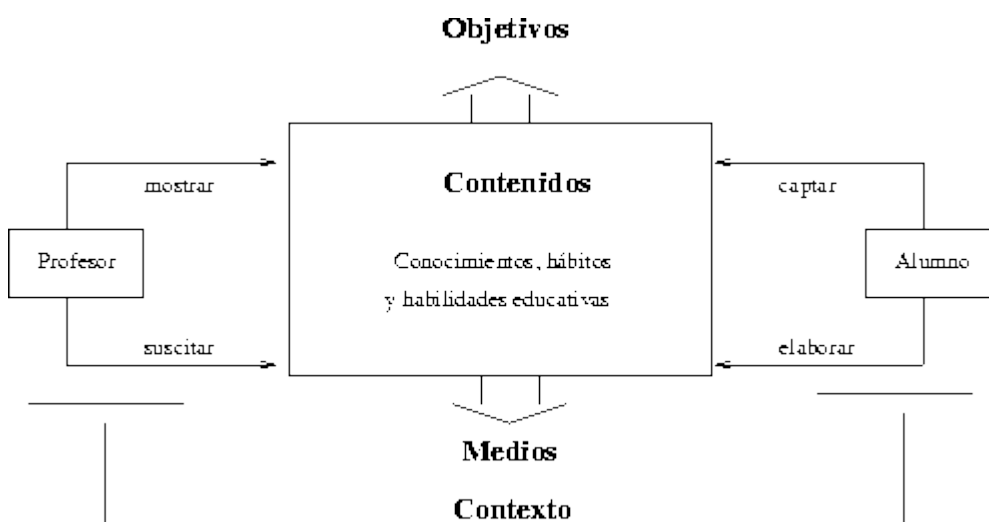 Objetivos
mostrar
Contenidos
captar
Profesor
Conocimientos, hábitos
y habilidades educativas
Alumno
suscitar
elaborar
Medios
Contexto